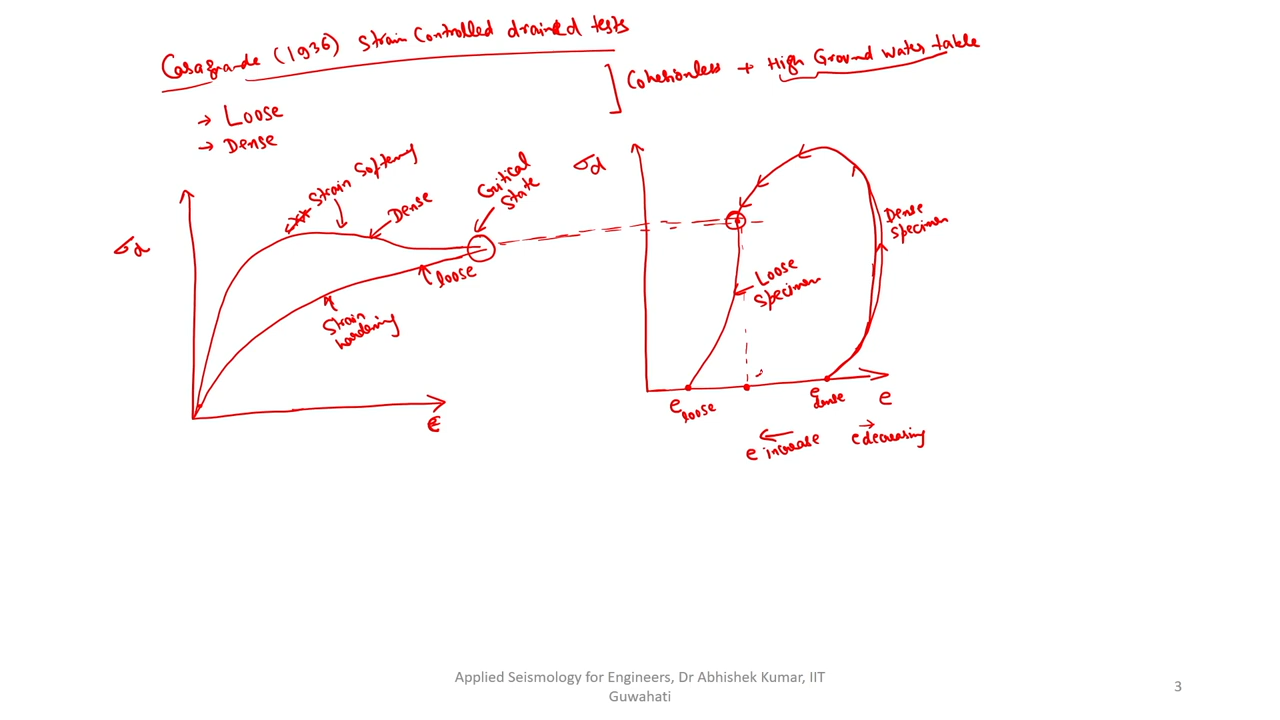 Casagrande (1936) Strain Controlled drained tests
] Cohesionless + High Ground water table
→ Loose
→ Dense
Strain Softening
Dense
Critical
State
σd
loose
Strain
hardening
ε
σd
Dense
specimen
Loose
specimen
e loose
e dense
e
e increase
e decreasing
Applied Seismology for Engineers, Dr Abhishek Kumar, IIT
Guwahati
3